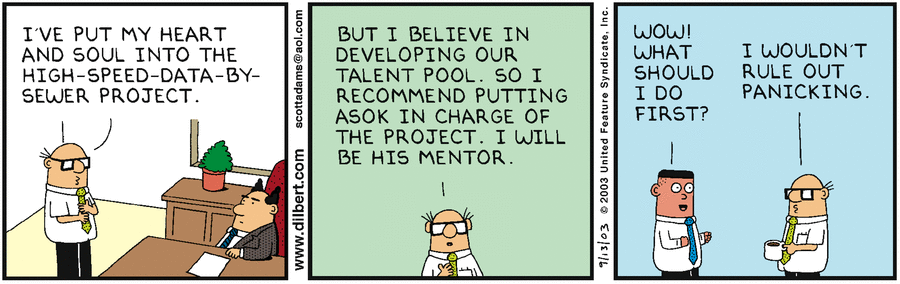 I'VE PUT MY HEART
AND SOUL INTO THE
HIGH-SPEED-DATA-BY-
SEWER PROJECT.
www.dilbert.com scottadams@aol.com
BUT I BELIEVE IN
DEVELOPING OUR
TALENT POOL. SO I
RECOMMEND PUTTING
ASOK IN CHARGE OF
THE PROJECT. I WILL
BE HIS MENTOR.
9/13/03 © 2003 United Feature Syndicate, Inc.
WOW!
WHAT
SHOULD
I DO
FIRST?
I WOULDN'T
RULE OUT
PANICKING.